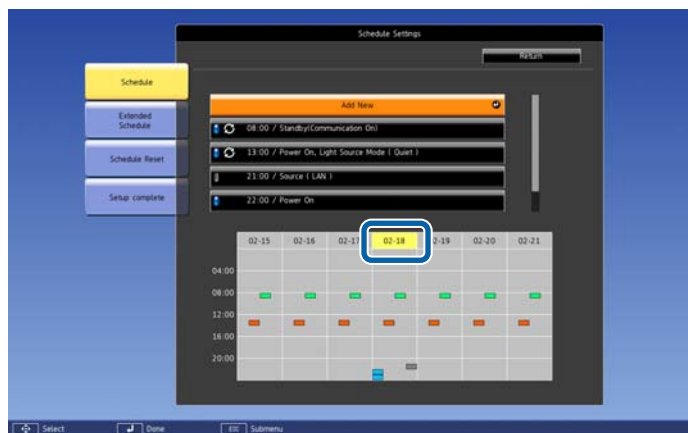 Schedule Settings
Return
Schedule
Extended
Schedule
Schedule Reset
Setup complete
Add New
08:00 / Standby(Communication On)
13:00 / Power On, Light Source Mode ( Quiet )
21:00 / Source ( LAN )
22:00 / Power On
02-15 02-16 02-17 02-18 02-19 02-20 02-21
04:00
08:00
12:00
16:00
20:00
Select Done Esc Submenu